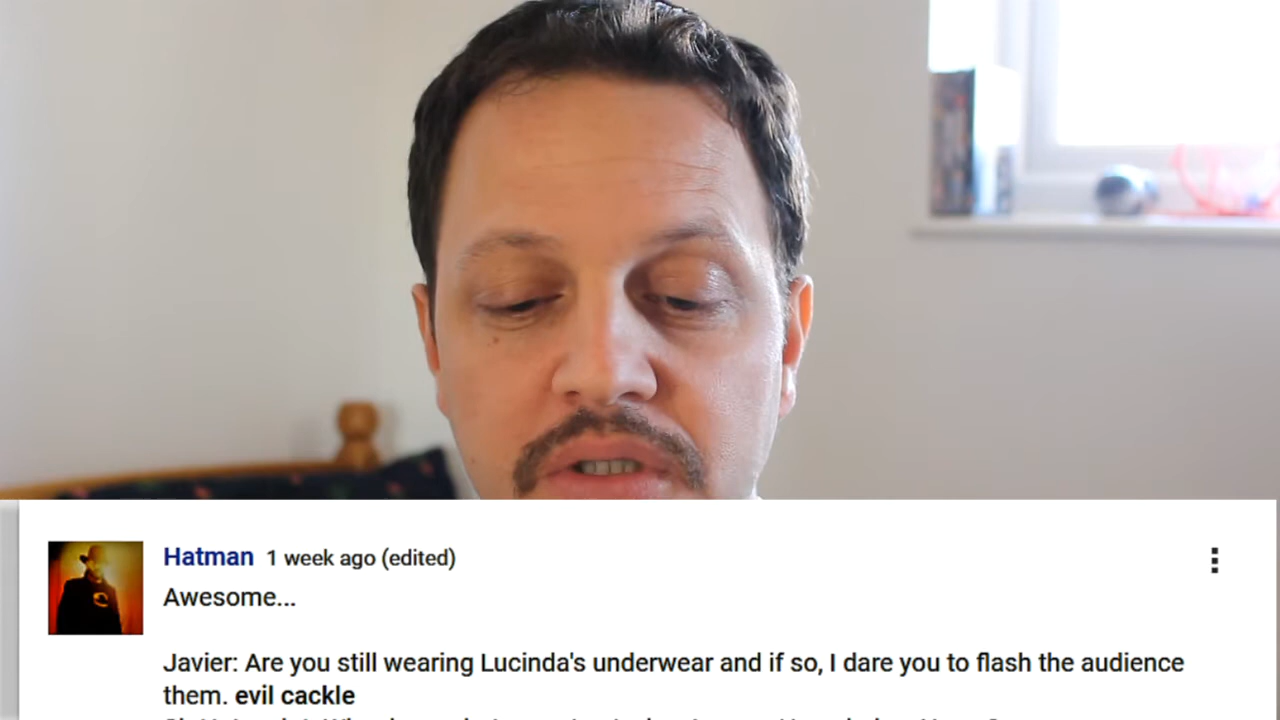 Hatman 1 week ago (edited)
Awesome...
Javier: Are you still wearing Lucinda's underwear and if so, I dare you to flash the audience
them. evil cackle